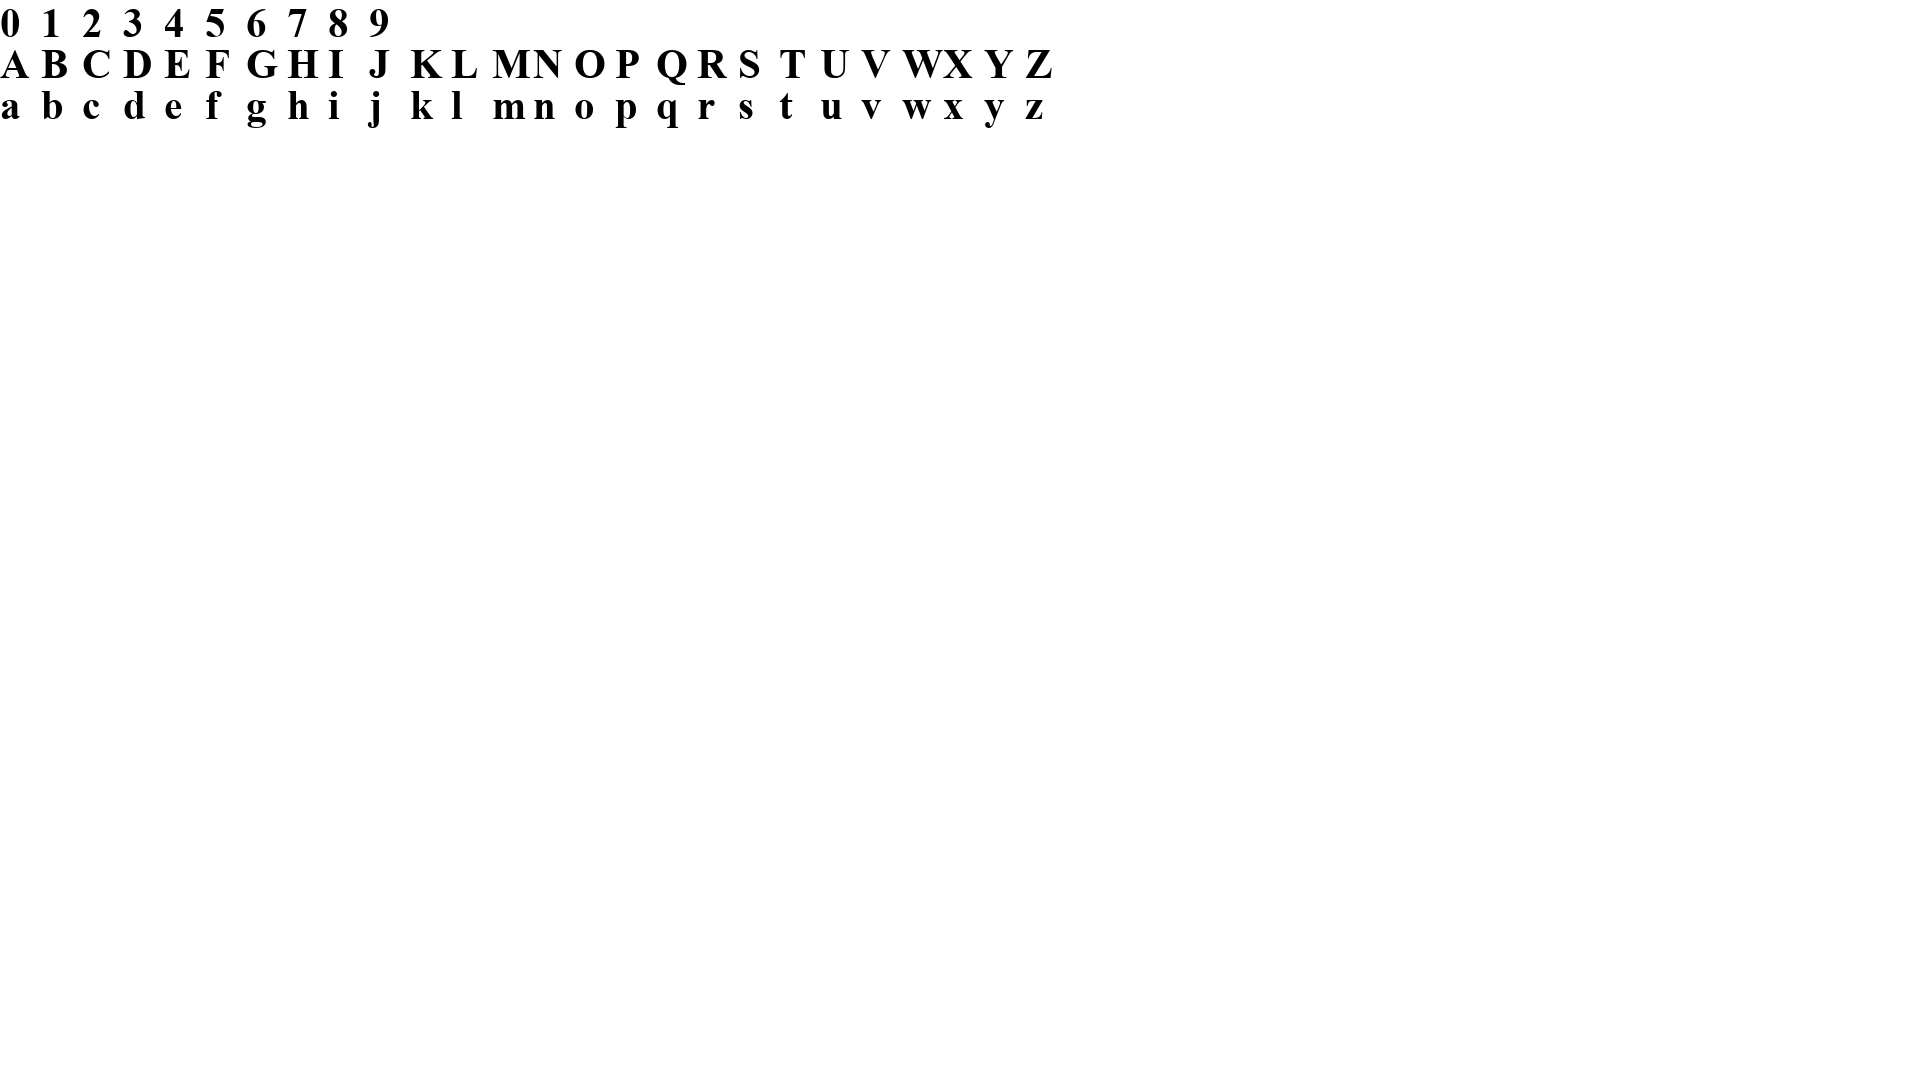 0 1 2 3 4 5 6 7 8 9
A B C D E F G H I J K L M N O P Q R S T U V W X Y Z
a b c d e f g h i j k l m n o p q r s t u v w x y z